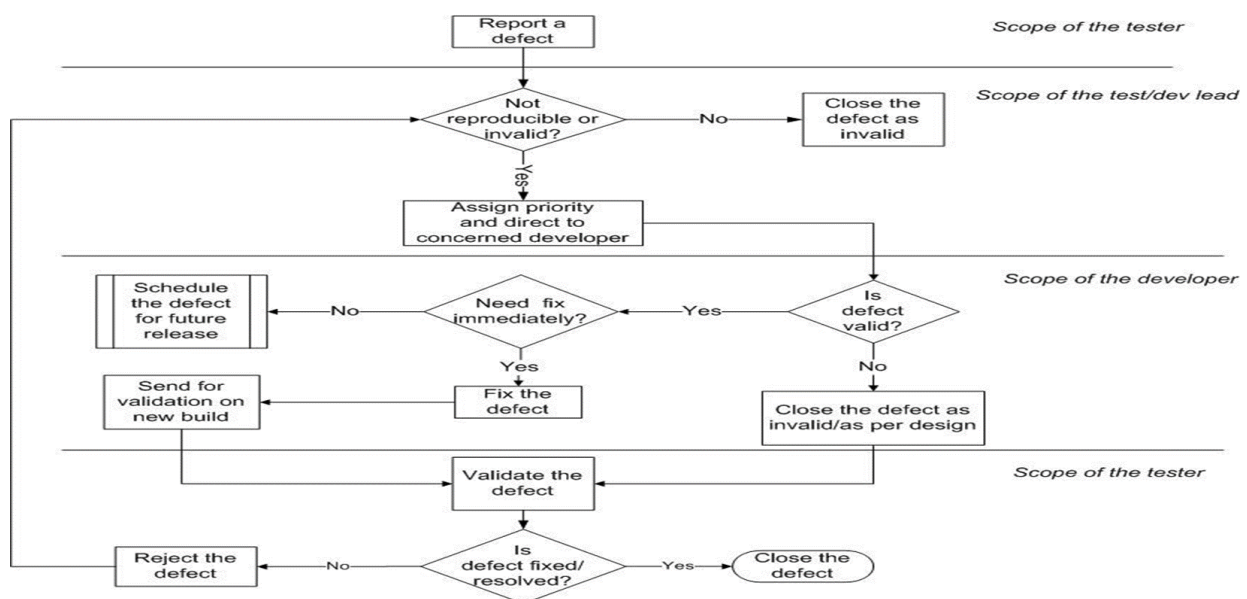 Report a
defect
Scope of the tester
Scope of the test/dev lead
Not
reproducible or
invalid?
No
Close the
defect as
invalid
Yes
Assign priority
and direct to
concerned developer
Scope of the developer
Schedule
the defect
for future
release
No
Need fix
immediately?
Yes
Is
defect
valid?
Yes
No
Send for
validation on
new build
Fix the
defect
Close the defect as
invalid/as per design
Scope of the tester
Validate the
defect
Reject the
defect
No
Is
defect fixed/
resolved?
Yes
Close the
defect